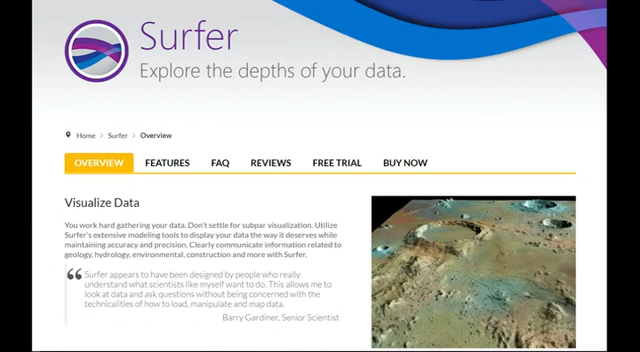 Surfer
Explore the depths of your data.
Home > Surfer > Overview
OVERVIEW FEATURES FAQ REVIEWS FREE TRIAL BUY NOW
Visualize Data
You work hard gathering your data. Don't settle for subpar visualization. Utilize
Surfer's extensive modeling tools to display your data the way it deserves while
maintaining accuracy and precision. Clearly communicate information related to
geology, hydrology, environmental, construction and more with Surfer.
“ Surfer appears to have been designed by people who really
understand what scientists like myself want to do. This allows me to
look at data and ask questions without being concerned with the
technicalities of how to load, manipulate and map data.
Barry Gardiner, Senior Scientist